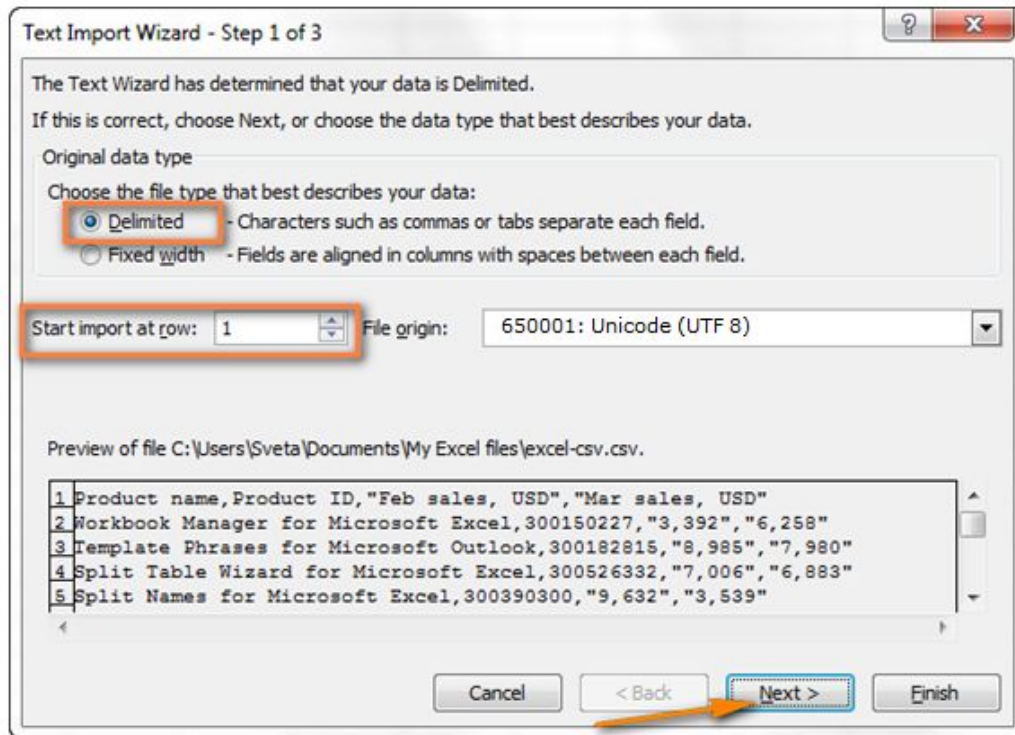 Text Import Wizard - Step 1 of 3
The Text Wizard has determined that your data is Delimited.
If this is correct, choose Next, or choose the data type that best describes your data.
Original data type
Choose the file type that best describes your data:
Delimited - Characters such as commas or tabs separate each field.
Fixed width - Fields are aligned in columns with spaces between each field.
Start import at row: 1 File origin: 650001: Unicode (UTF 8)
Preview of file C:\Users\Sveta\Documents\My Excel files\excel-csv.csv.
1 Product name,Product ID,"Feb sales, USD","Mar sales, USD"
2 Workbook Manager for Microsoft Excel,300150227,"3,392","6,258"
3 Template Phrases for Microsoft Outlook,300182815,"8,985","7,980"
4 Split Table Wizard for Microsoft Excel,300526332,"7,006","6,883"
5 Split Names for Microsoft Excel,300390300,"9,632","3,539"
Cancel < Back Next > Finish